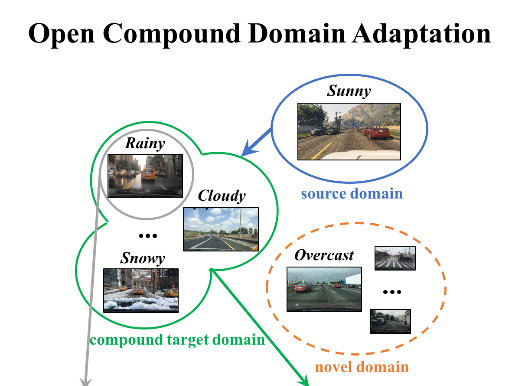 Open Compound Domain Adaptation
Sunny
source domain
Rainy
Cloudy
...
Snowy
compound target domain
Overcast
...
novel domain